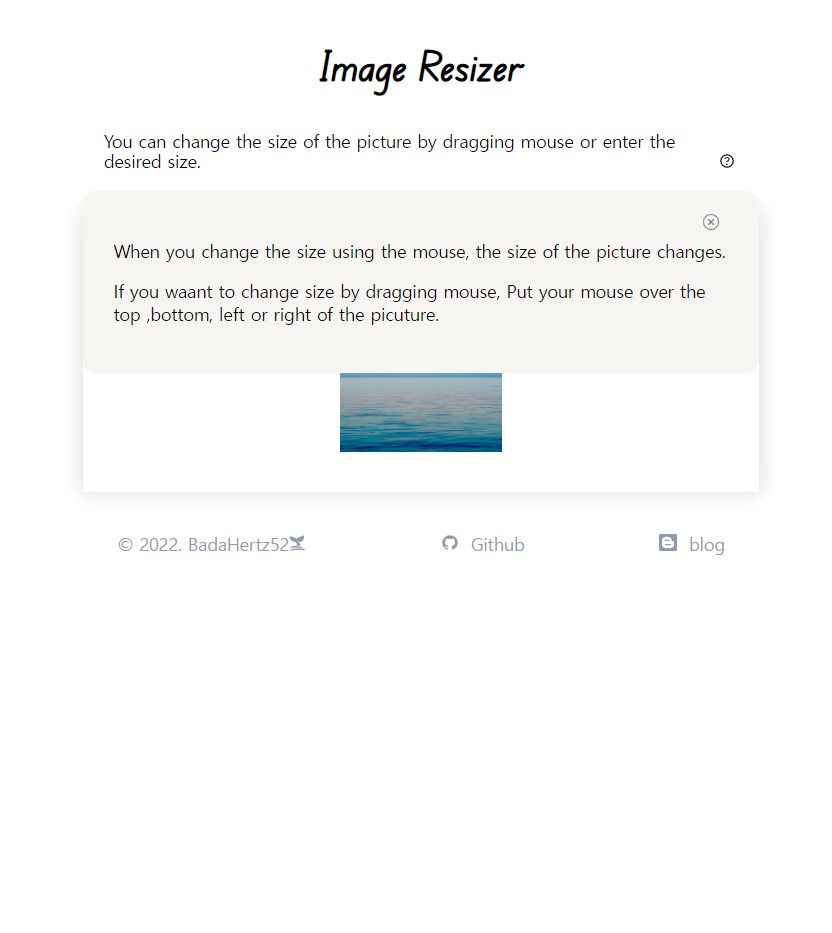 Image Resizer
You can change the size of the picture by dragging mouse or enter the
desired size.
When you change the size using the mouse, the size of the picture changes.
If you waant to change size by dragging mouse, Put your mouse over the
top ,bottom, left or right of the picuture.
© 2022. BadaHertz52 Github blog